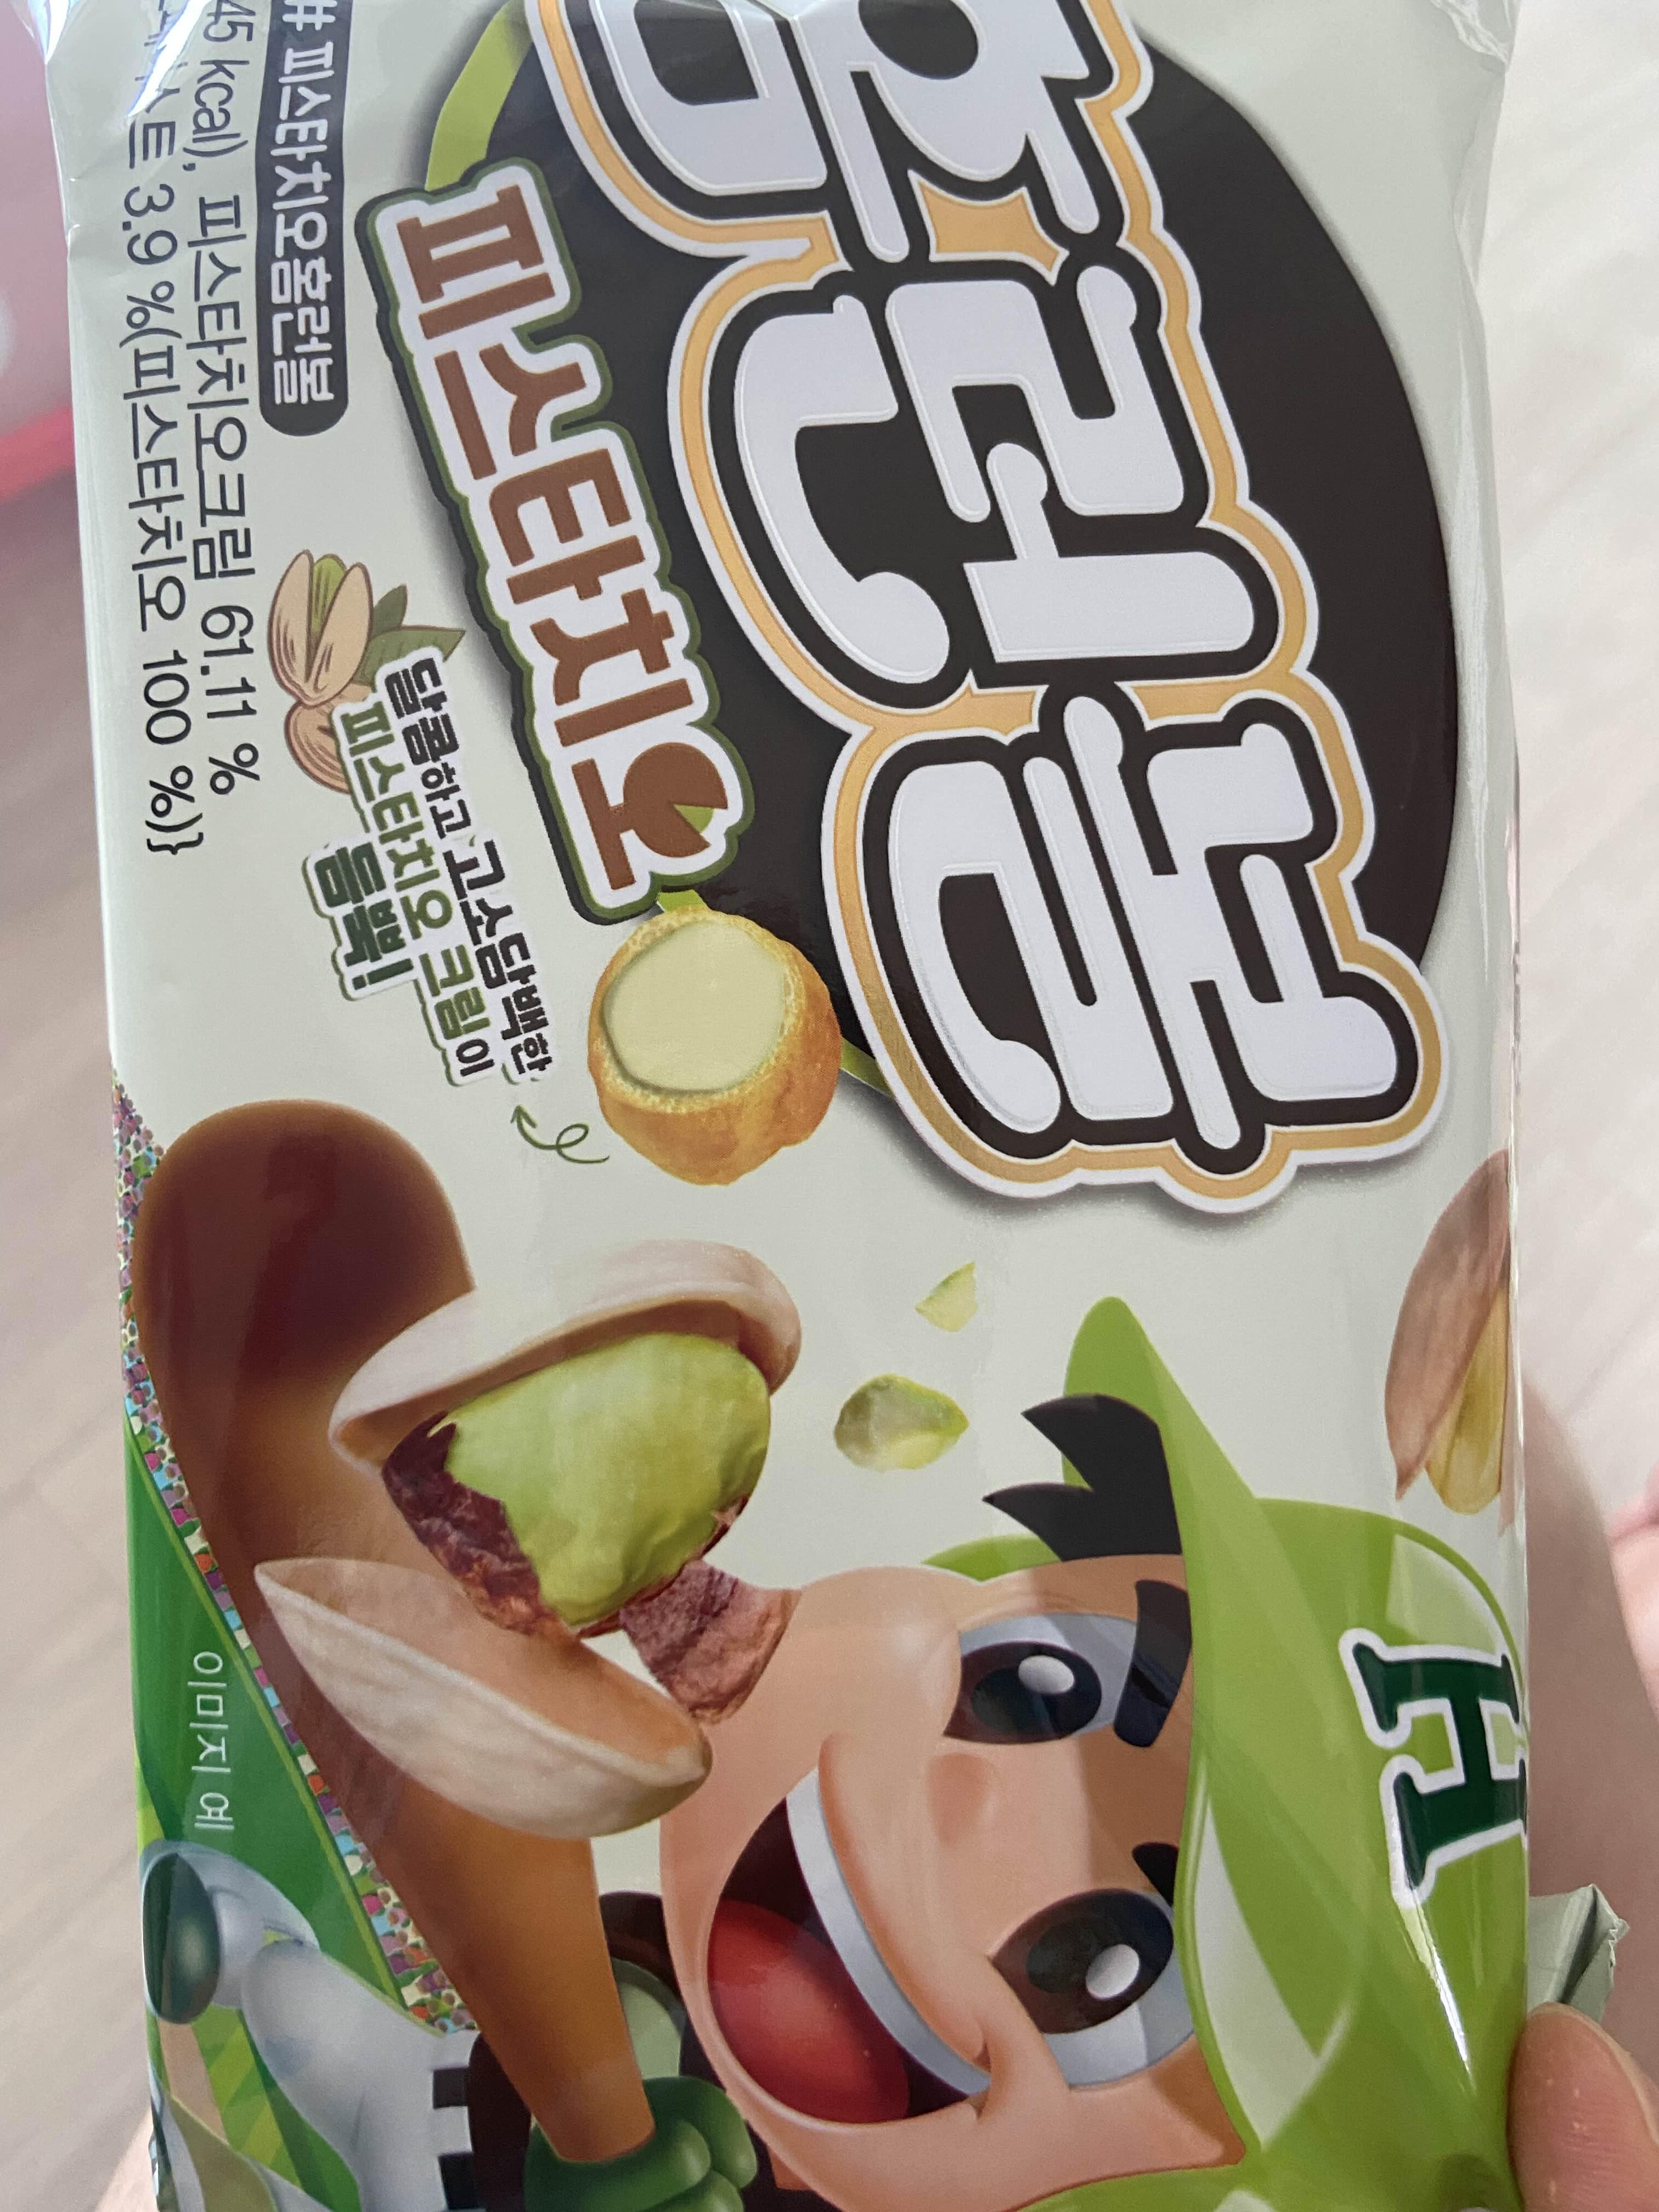 홈런볼
피스타치오
달콤하고 고소담백한
피스타치오 크림이
듬뿍!
# 피스타치오홈런볼
45 kcal), 피스타치오크림 61.11 %
3.9 %(피스타치오 100 %)}
H
이미지 예